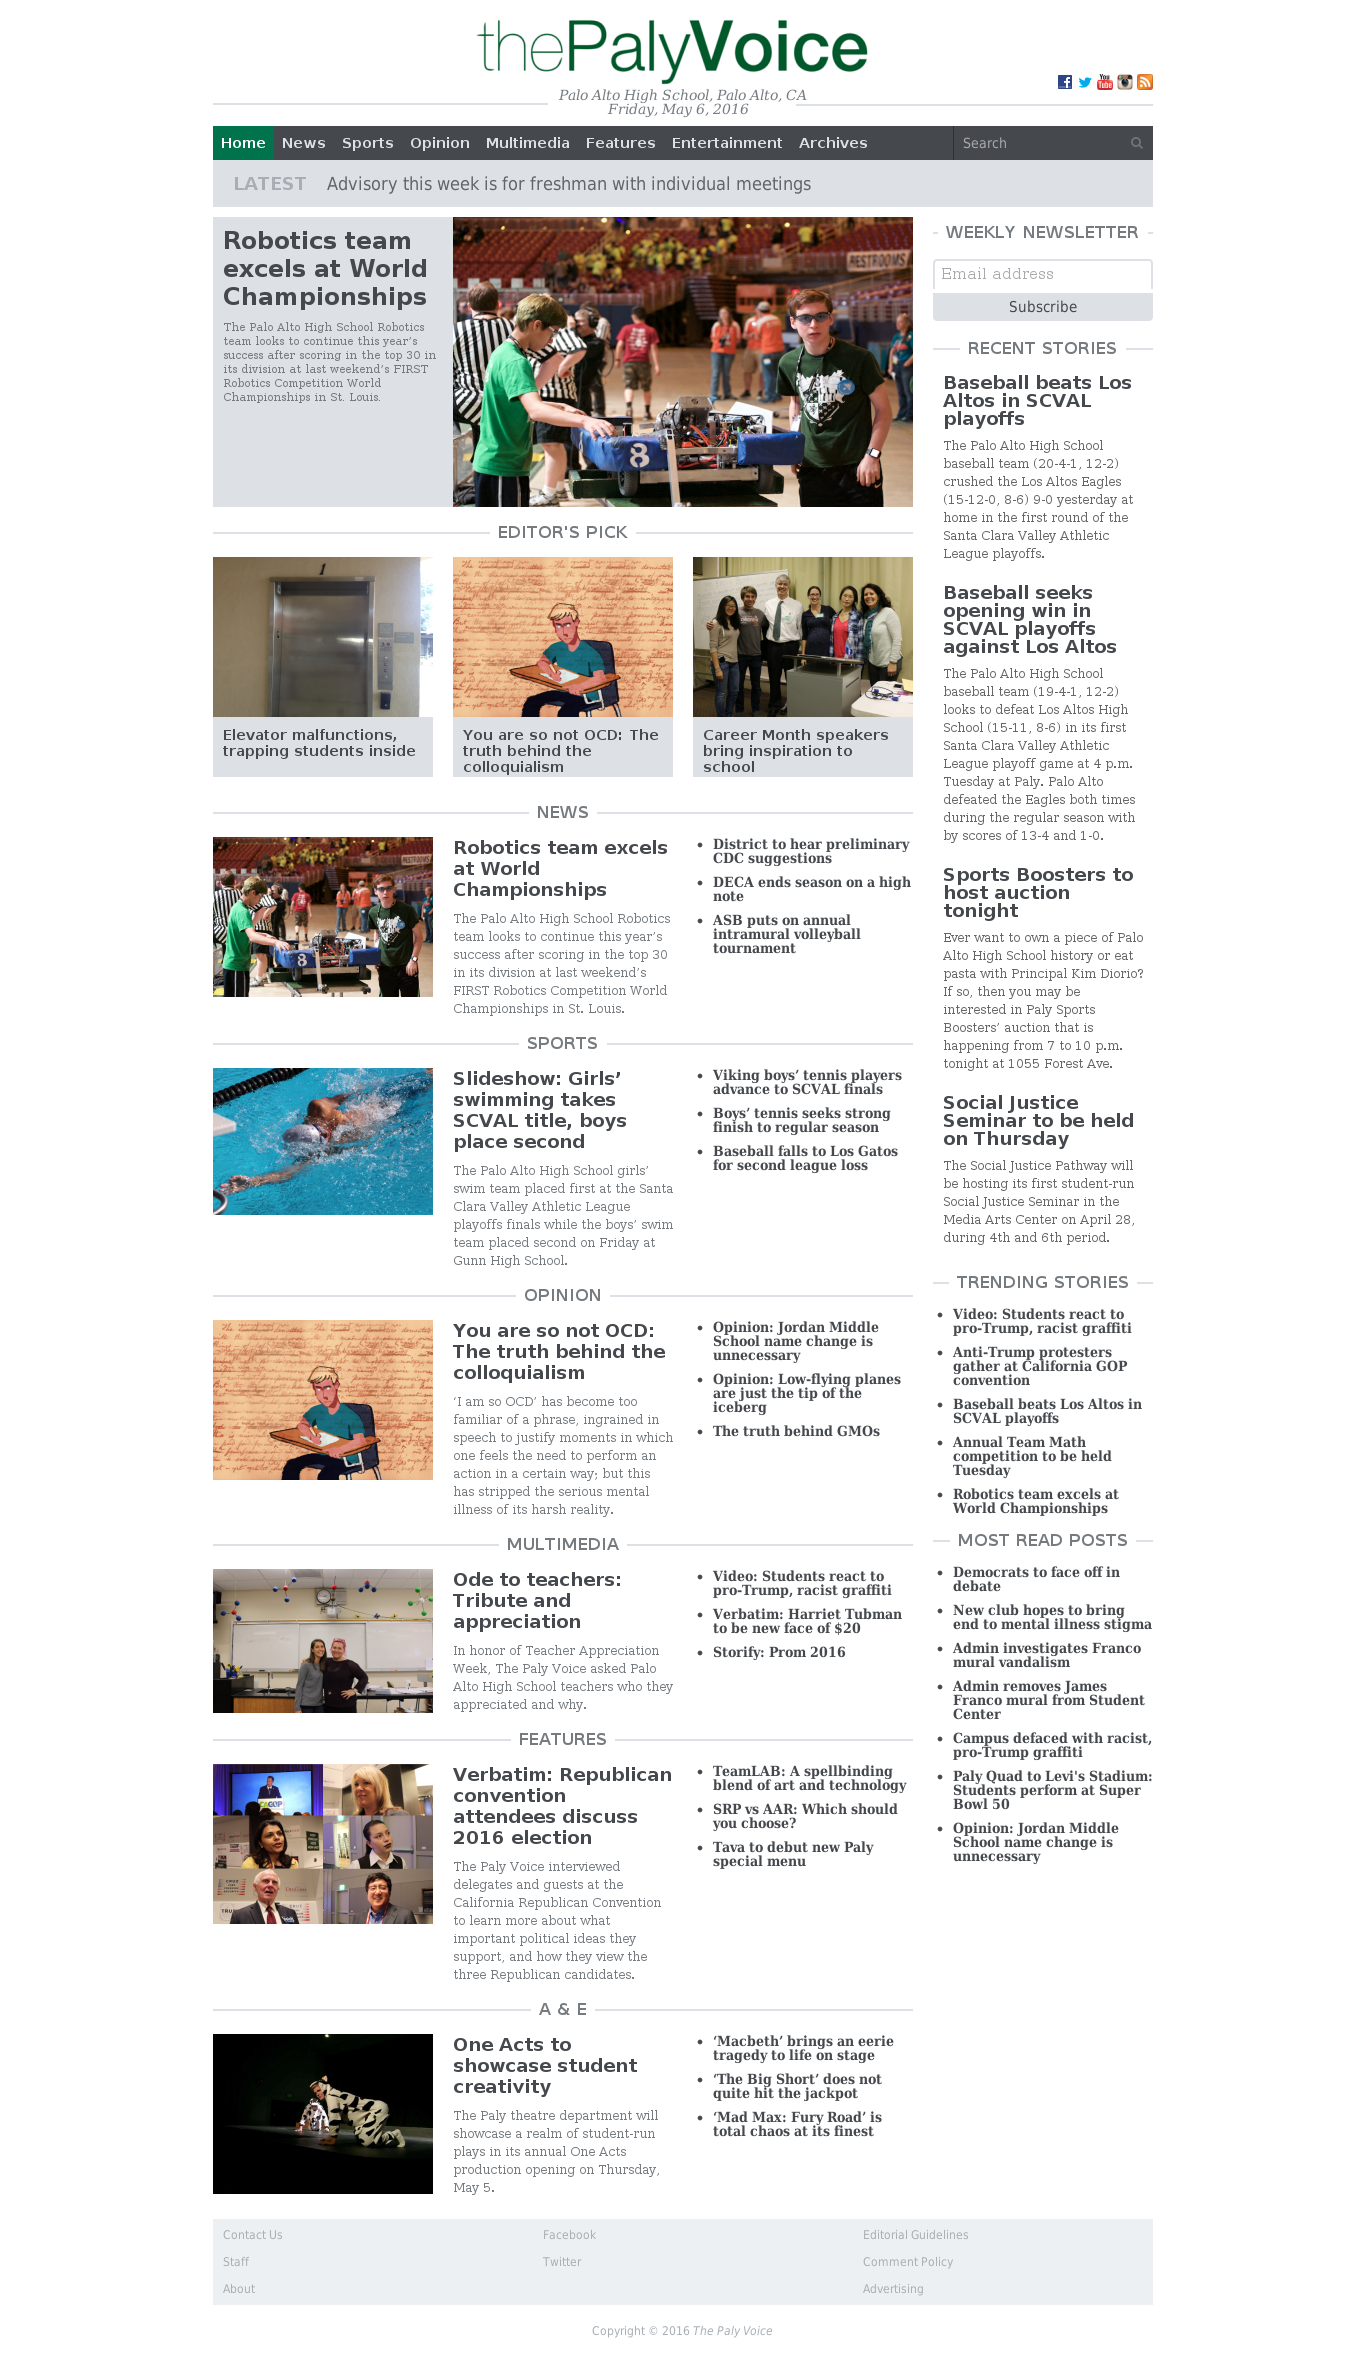 thePalyVoice
Palo Alto High School, Palo Alto, CA
Friday, May 6, 2016
Home News Sports Opinion Multimedia Features Entertainment Archives Search
LATEST Advisory this week is for freshman with individual meetings
Robotics team
excels at World
Championships
The Palo Alto High School Robotics
team looks to continue this year’s
success after scoring in the top 30 in
its division at last weekend’s FIRST
Robotics Competition World
Championships in St. Louis.
RESTROOMS
8
EDITOR'S PICK
1
Elevator malfunctions,
trapping students inside
You are so not OCD: The
truth behind the
colloquialism
Career Month speakers
bring inspiration to
school
NEWS
8
Robotics team excels
at World
Championships
The Palo Alto High School Robotics
team looks to continue this year’s
success after scoring in the top 30
in its division at last weekend’s
FIRST Robotics Competition World
Championships in St. Louis.
• District to hear preliminary
CDC suggestions
• DECA ends season on a high
note
• ASB puts on annual
intramural volleyball
tournament
SPORTS
Slideshow: Girls’
swimming takes
SCVAL title, boys
place second
The Palo Alto High School girls’
swim team placed first at the Santa
Clara Valley Athletic League
playoffs finals while the boys’ swim
team placed second on Friday at
Gunn High School.
• Viking boys’ tennis players
advance to SCVAL finals
• Boys’ tennis seeks strong
finish to regular season
• Baseball falls to Los Gatos
for second league loss
OPINION
You are so not OCD:
The truth behind the
colloquialism
‘I am so OCD’ has become too
familiar of a phrase, ingrained in
speech to justify moments in which
one feels the need to perform an
action in a certain way; but this
has stripped the serious mental
illness of its harsh reality.
• Opinion: Jordan Middle
School name change is
unnecessary
• Opinion: Low-flying planes
are just the tip of the
iceberg
• The truth behind GMOs
MULTIMEDIA
Ode to teachers:
Tribute and
appreciation
In honor of Teacher Appreciation
Week, The Paly Voice asked Palo
Alto High School teachers who they
appreciated and why.
• Video: Students react to
pro-Trump, racist graffiti
• Verbatim: Harriet Tubman
to be new face of $20
• Storify: Prom 2016
FEATURES
Verbatim: Republican
convention
attendees discuss
2016 election
The Paly Voice interviewed
delegates and guests at the
California Republican Convention
to learn more about what
important political ideas they
support, and how they view the
three Republican candidates.
• TeamLAB: A spellbinding
blend of art and technology
• SRP vs AAR: Which should
you choose?
• Tava to debut new Paly
special menu
A & E
One Acts to
showcase student
creativity
The Paly theatre department will
showcase a realm of student-run
plays in its annual One Acts
production opening on Thursday,
May 5.
• ‘Macbeth’ brings an eerie
tragedy to life on stage
• ‘The Big Short’ does not
quite hit the jackpot
• ‘Mad Max: Fury Road’ is
total chaos at its finest
WEEKLY NEWSLETTER
Email address
Subscribe
RECENT STORIES
Baseball beats Los
Altos in SCVAL
playoffs
The Palo Alto High School
baseball team (20-4-1, 12-2)
crushed the Los Altos Eagles
(15-12-0, 8-6) 9-0 yesterday at
home in the first round of the
Santa Clara Valley Athletic
League playoffs.
Baseball seeks
opening win in
SCVAL playoffs
against Los Altos
The Palo Alto High School
baseball team (19-4-1, 12-2)
looks to defeat Los Altos High
School (15-11, 8-6) in its first
Santa Clara Valley Athletic
League playoff game at 4 p.m.
Tuesday at Paly. Palo Alto
defeated the Eagles both times
during the regular season with
by scores of 13-4 and 1-0.
Sports Boosters to
host auction
tonight
Ever want to own a piece of Palo
Alto High School history or eat
pasta with Principal Kim Diorio?
If so, then you may be
interested in Paly Sports
Boosters’ auction that is
happening from 7 to 10 p.m.
tonight at 1055 Forest Ave.
Social Justice
Seminar to be held
on Thursday
The Social Justice Pathway will
be hosting its first student-run
Social Justice Seminar in the
Media Arts Center on April 28,
during 4th and 6th period.
TRENDING STORIES
• Video: Students react to
pro-Trump, racist graffiti
• Anti-Trump protesters
gather at California GOP
convention
• Baseball beats Los Altos in
SCVAL playoffs
• Annual Team Math
competition to be held
Tuesday
• Robotics team excels at
World Championships
MOST READ POSTS
• Democrats to face off in
debate
• New club hopes to bring
end to mental illness stigma
• Admin investigates Franco
mural vandalism
• Admin removes James
Franco mural from Student
Center
• Campus defaced with racist,
pro-Trump graffiti
• Paly Quad to Levi's Stadium:
Students perform at Super
Bowl 50
• Opinion: Jordan Middle
School name change is
unnecessary
Contact Us Facebook Editorial Guidelines
Staff Twitter Comment Policy
About Advertising
Copyright © 2016 The Paly Voice